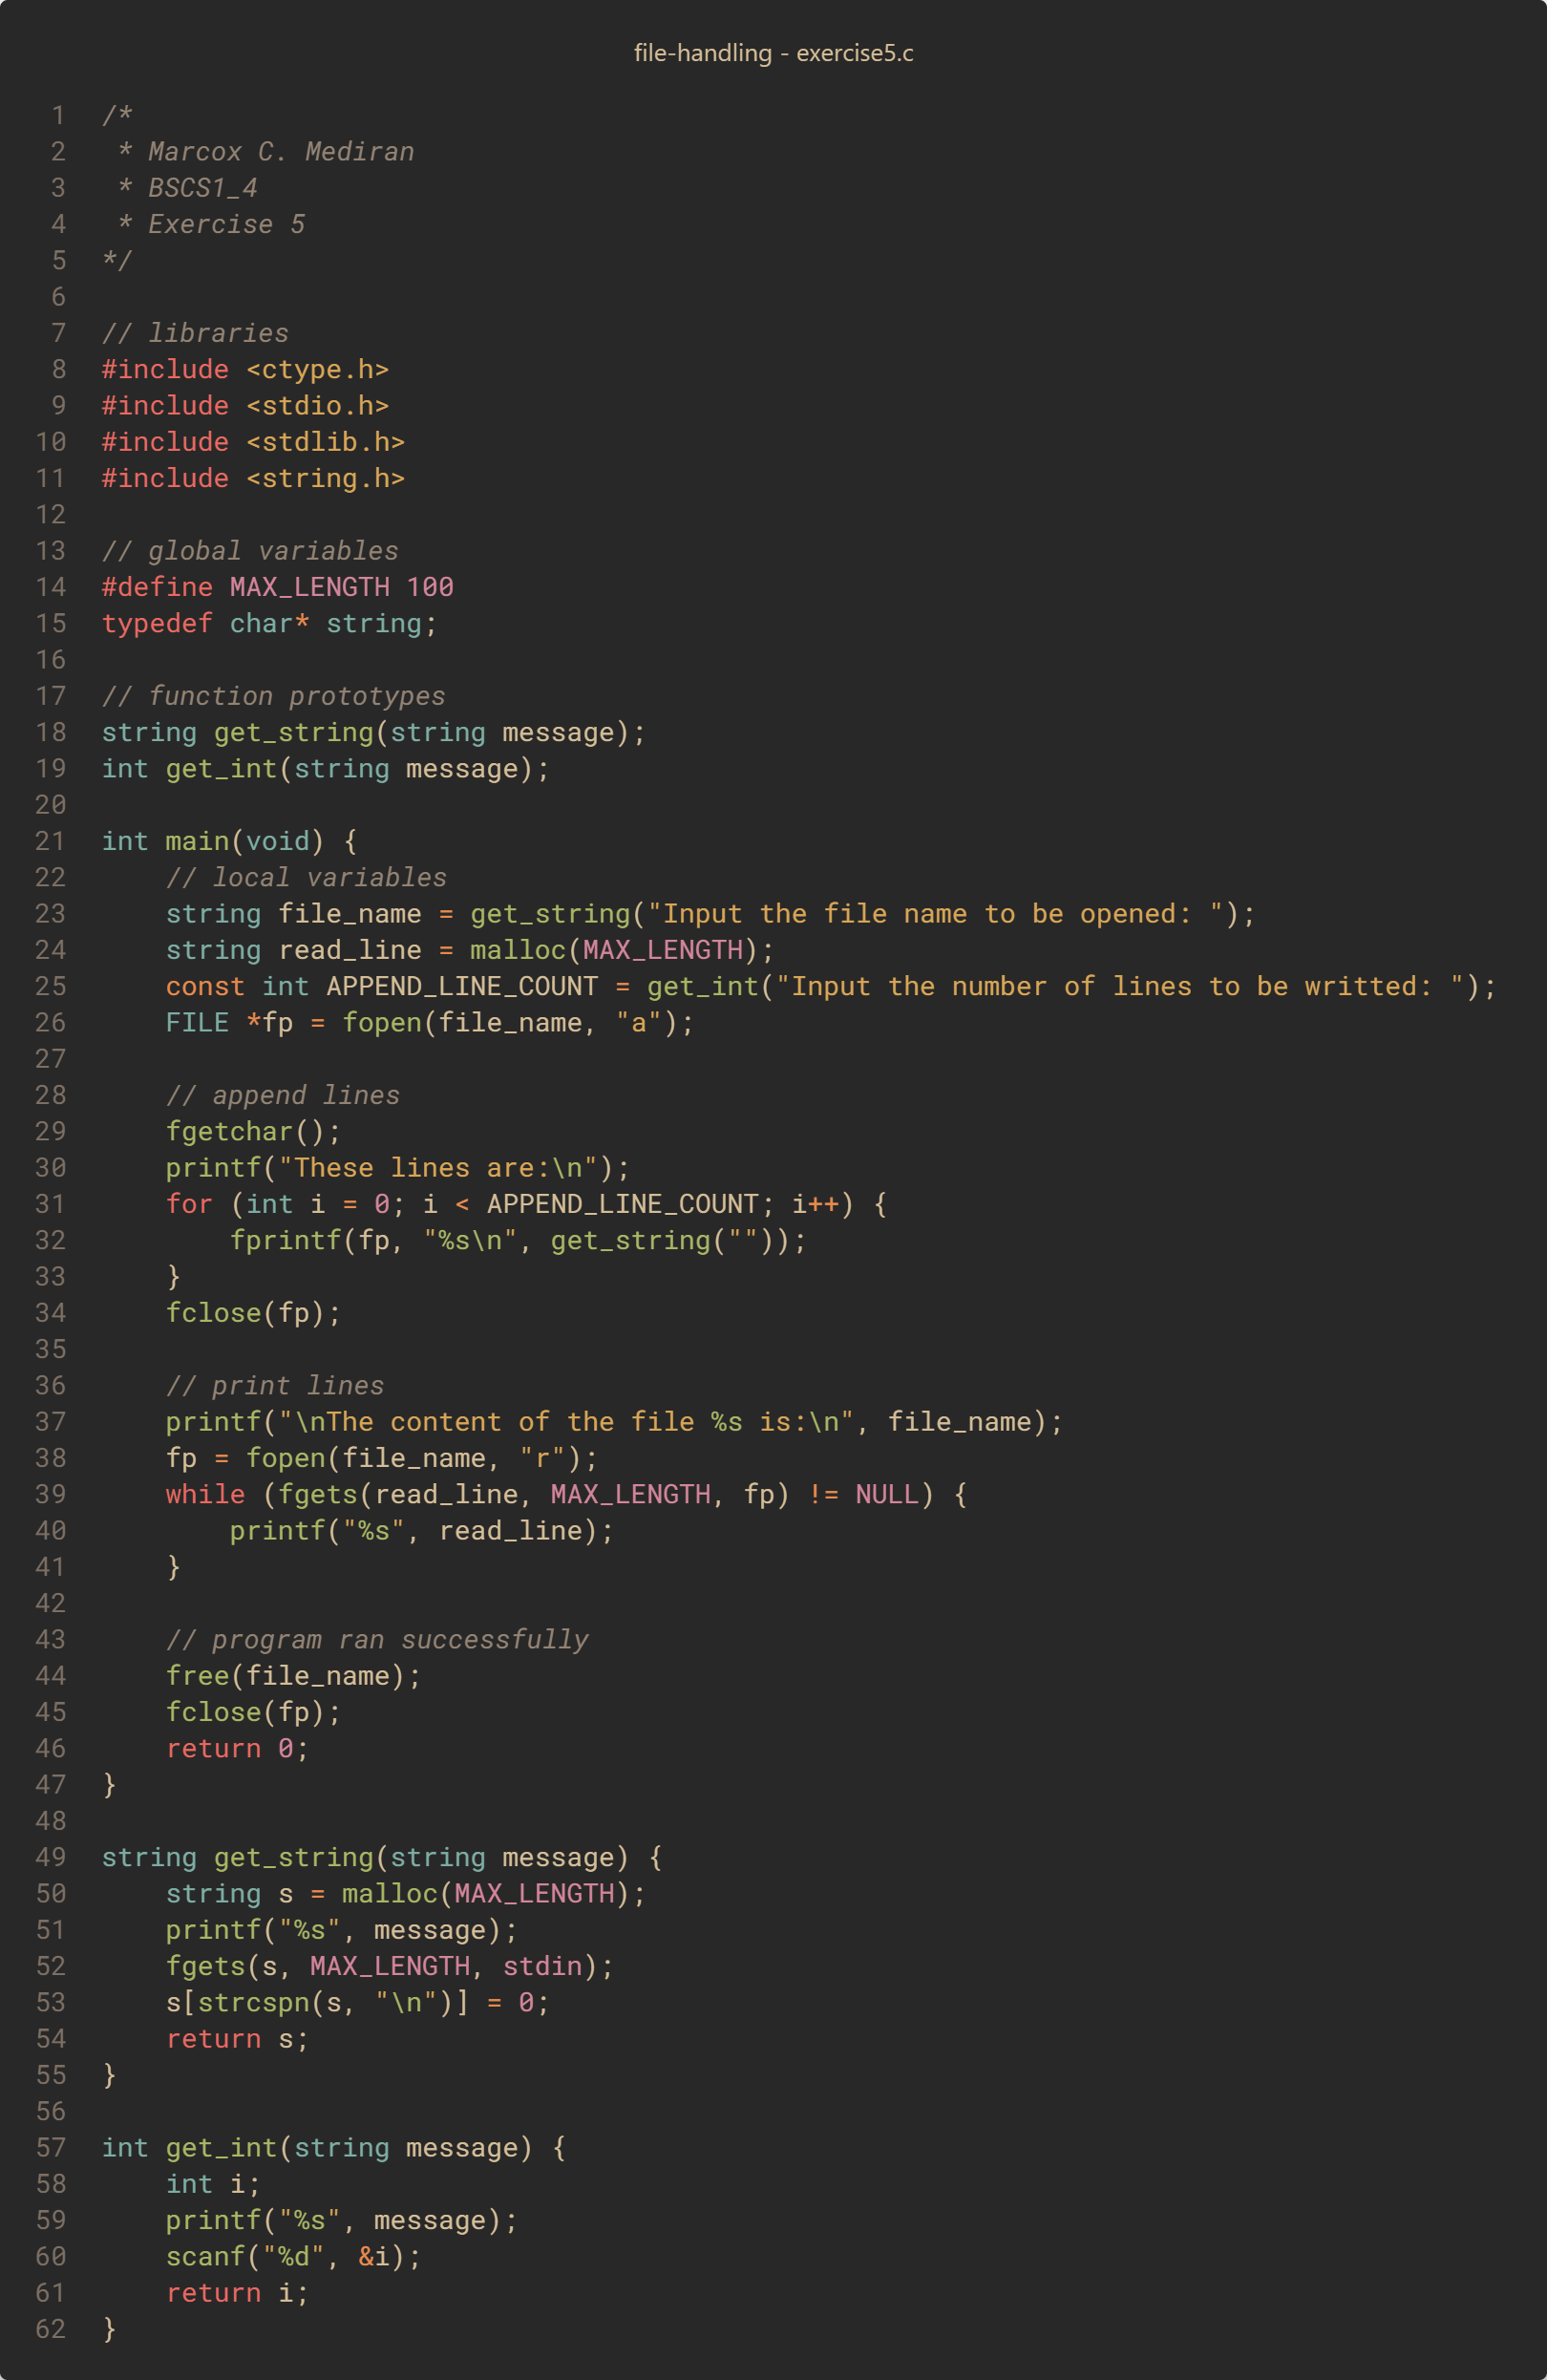 file-handling - exercise5.c
1 /*
2  * Marcox C. Mediran
3  * BSCS1_4
4  * Exercise 5
5 */
6
7 // libraries
8 #include <ctype.h>
9 #include <stdio.h>
10 #include <stdlib.h>
11 #include <string.h>
12
13 // global variables
14 #define MAX_LENGTH 100
15 typedef char* string;
16
17 // function prototypes
18 string get_string(string message);
19 int get_int(string message);
20
21 int main(void) {
22     // local variables
23     string file_name = get_string("Input the file name to be opened: ");
24     string read_line = malloc(MAX_LENGTH);
25     const int APPEND_LINE_COUNT = get_int("Input the number of lines to be writted: ");
26     FILE *fp = fopen(file_name, "a");
27
28     // append lines
29     fgetchar();
30     printf("These lines are:\n");
31     for (int i = 0; i < APPEND_LINE_COUNT; i++) {
32         fprintf(fp, "%s\n", get_string(""));
33     }
34     fclose(fp);
35
36     // print lines
37     printf("\nThe content of the file %s is:\n", file_name);
38     fp = fopen(file_name, "r");
39     while (fgets(read_line, MAX_LENGTH, fp) != NULL) {
40         printf("%s", read_line);
41     }
42
43     // program ran successfully
44     free(file_name);
45     fclose(fp);
46     return 0;
47 }
48
49 string get_string(string message) {
50     string s = malloc(MAX_LENGTH);
51     printf("%s", message);
52     fgets(s, MAX_LENGTH, stdin);
53     s[strcspn(s, "\n")] = 0;
54     return s;
55 }
56
57 int get_int(string message) {
58     int i;
59     printf("%s", message);
60     scanf("%d", &i);
61     return i;
62 }